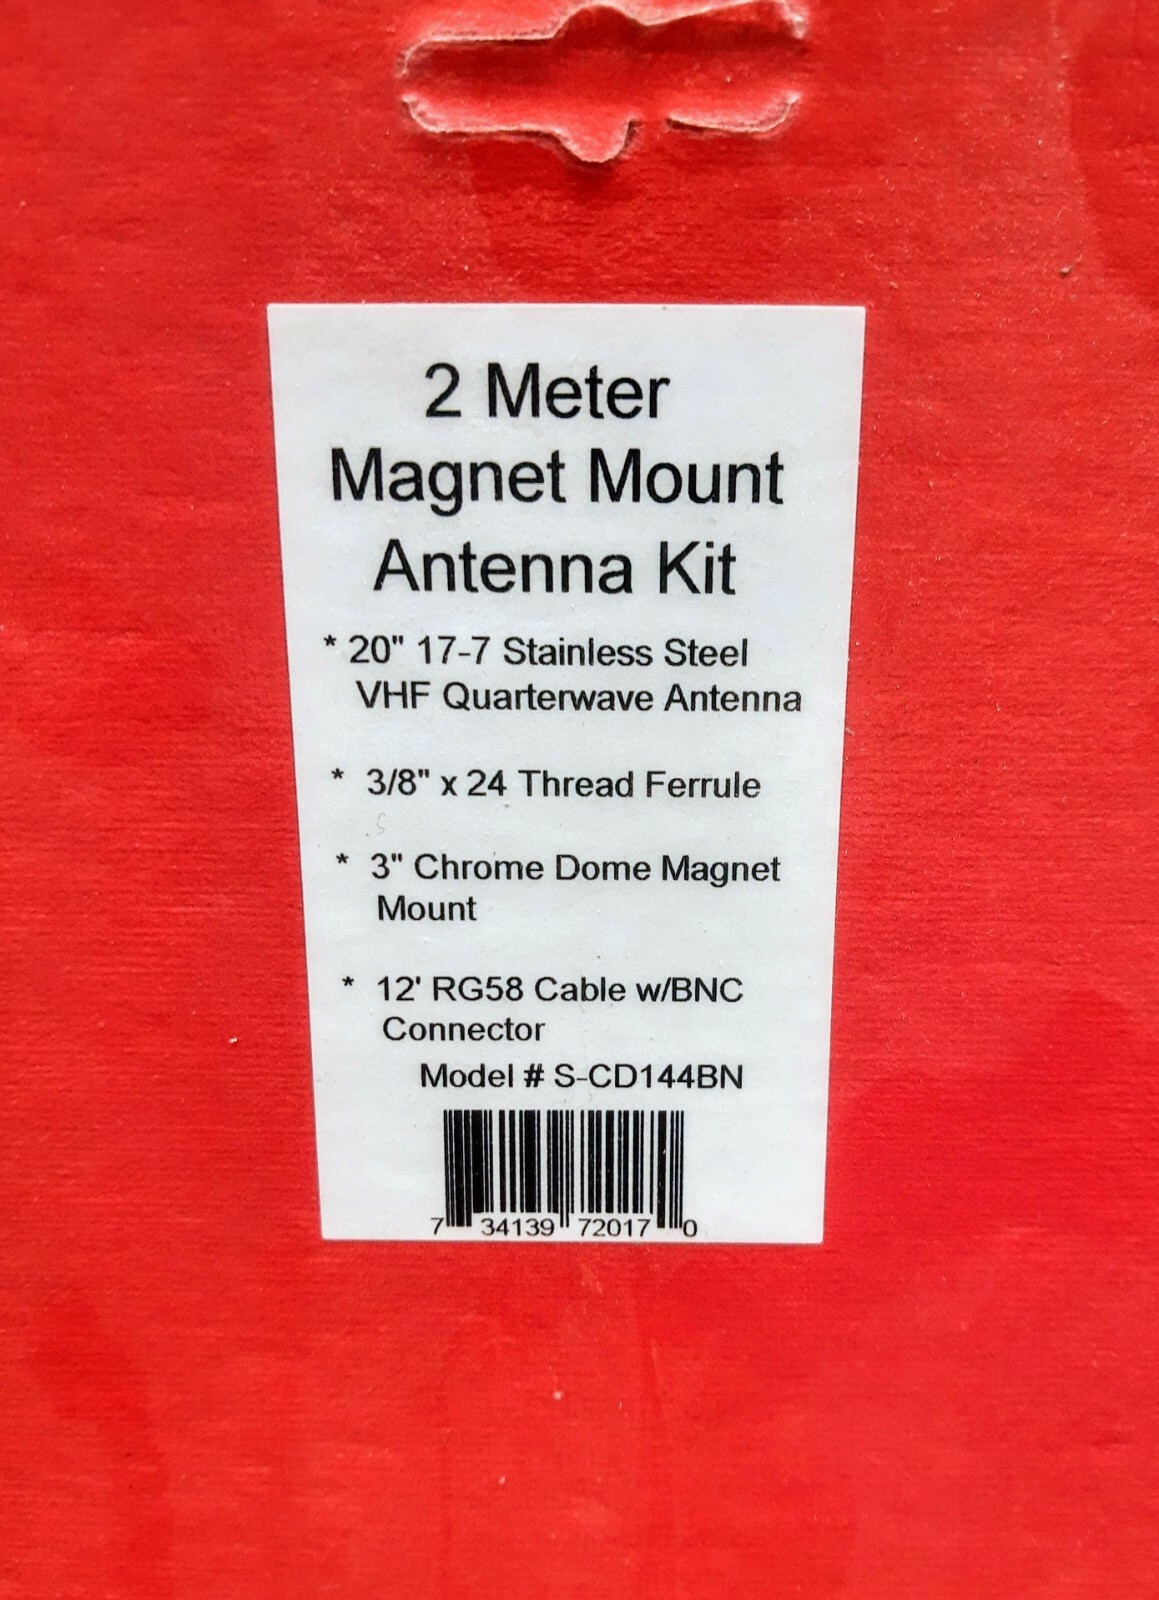 2 Meter
Magnet Mount
Antenna Kit
* 20" 17-7 Stainless Steel
VHF Quarterwave Antenna
* 3/8" x 24 Thread Ferrule
* 3" Chrome Dome Magnet
Mount
* 12' RG58 Cable w/BNC
Connector
Model # S-CD144BN
7 34139 72017 0